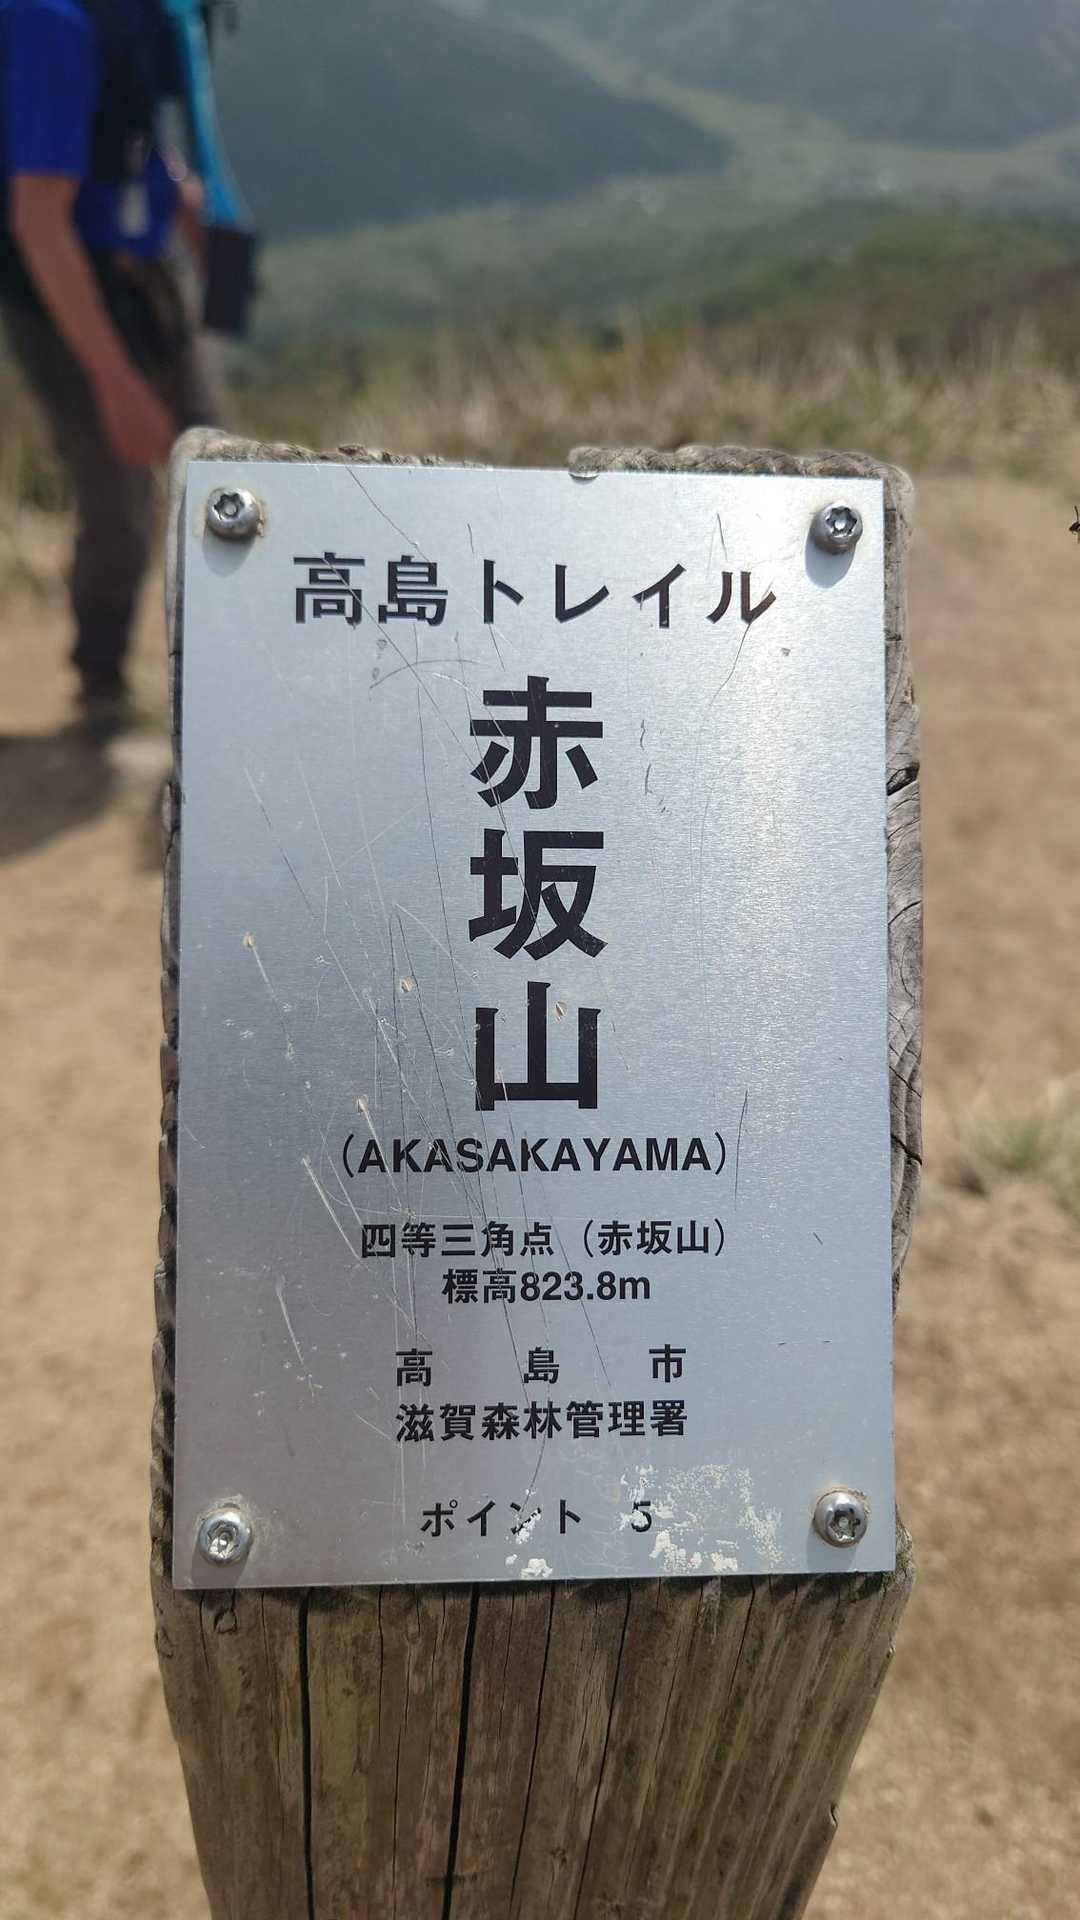 高島トレイル
赤坂山
（AKASAKAYAMA）
四等三角点（赤坂山）
標高823.8m
高島市
滋賀森林管理署
ポイント 5